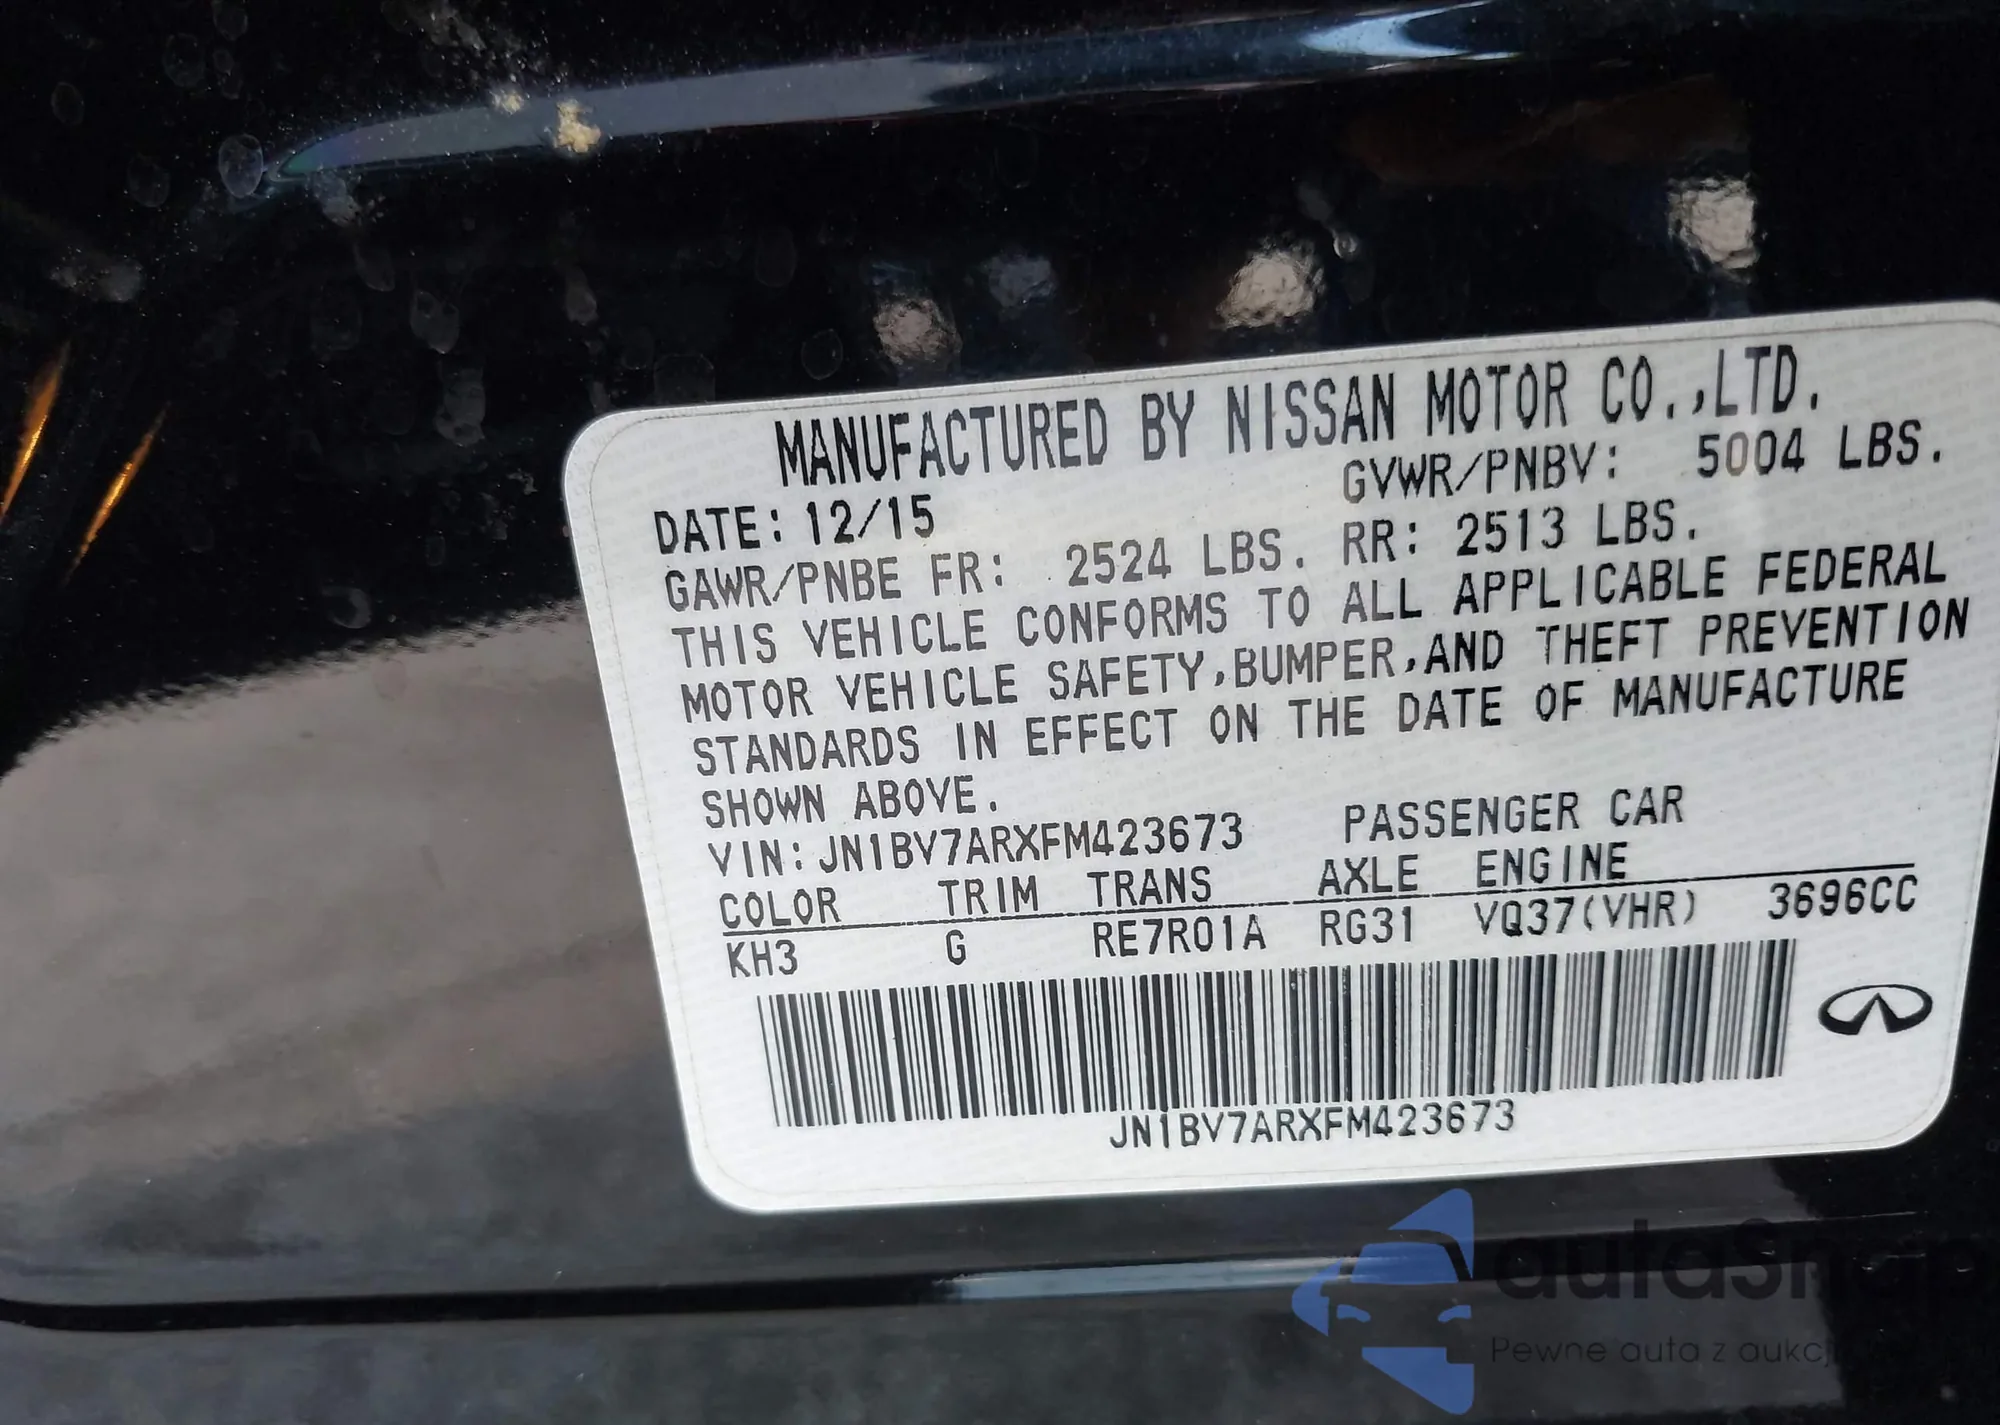 MANUFACTURED BY NISSAN MOTOR CO.,LTD.
DATE: 12/15 GVWR/PNBV: 5004 LBS.
GAWR/PNBE FR: 2524 LBS. RR: 2513 LBS.
THIS VEHICLE CONFORMS TO ALL APPLICABLE FEDERAL
MOTOR VEHICLE SAFETY,BUMPER,AND THEFT PREVENTION
STANDARDS IN EFFECT ON THE DATE OF MANUFACTURE
SHOWN ABOVE.
VIN: JN1BV7ARXFM423673 PASSENGER CAR
COLOR TRIM TRANS AXLE ENGINE
KH3 G RE7R01A RG31 VQ37(VHR) 3696CC
JN1BV7ARXFM423673
Pewne auto z